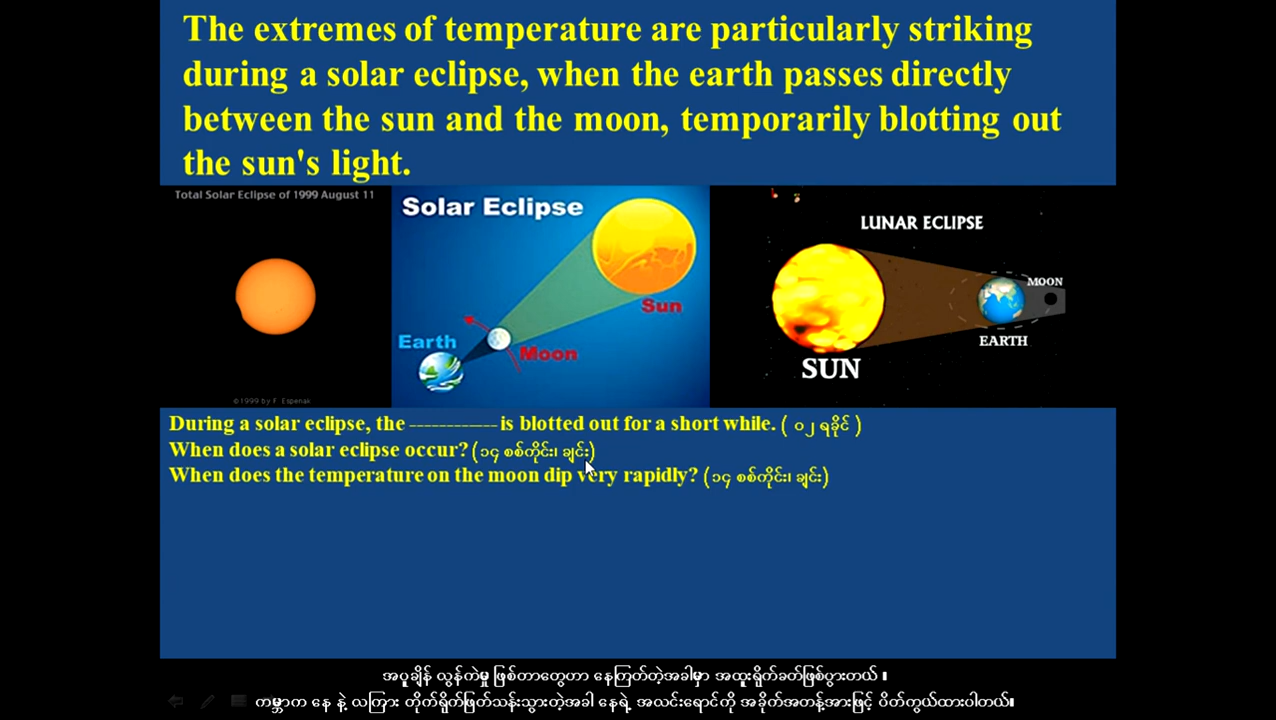 The extremes of temperature are particularly striking
during a solar eclipse, when the earth passes directly
between the sun and the moon, temporarily blotting out
the sun's light.
Total Solar Eclipse of 1999 August 11
©1999 by F. Espenak
Solar Eclipse
Sun
Earth
Moon
LUNAR ECLIPSE
MOON
EARTH
SUN
During a solar eclipse, the ------------- is blotted out for a short while. ( ၀၂ ရခိုင် )
When does a solar eclipse occur? (၁၄ စစ်ကိုင်း၊ ချင်း)
When does the temperature on the moon dip very rapidly? (၁၄ စစ်ကိုင်း၊ ချင်း)
အပူချိန် လွန်ကဲမှု ဖြစ်တာတွေဟာ နေကြတ်တဲ့အခါမှာ အထူးရိုက်ခတ်ဖြစ်ပွားတယ် ။
ကမ္ဘာက နေ နဲ့ လကြား တိုက်ရိုက်ဖြတ်သန်းသွားတဲ့အခါ နေရဲ့ အလင်းရောင်ကို အခိုက်အတန့်အားဖြင့် ပိတ်ကွယ်ထားပါတယ်။